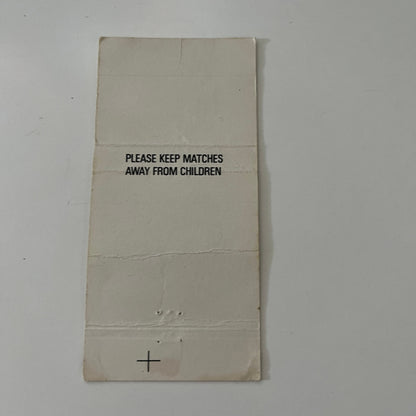 PLEASE KEEP MATCHES
AWAY FROM CHILDREN